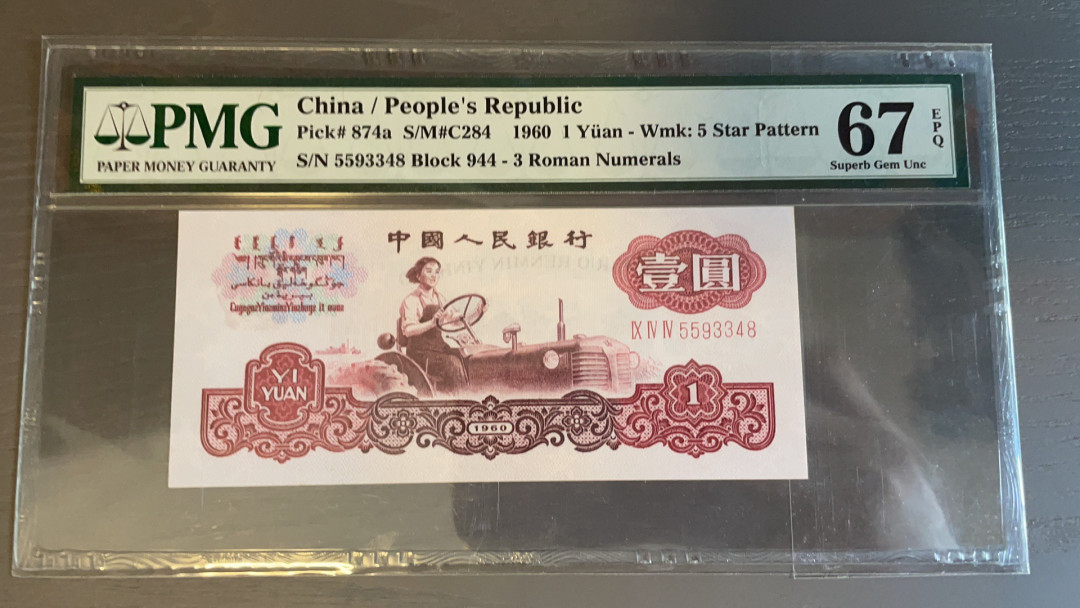 PMG
PAPER MONEY GUARANTY
China / People's Republic
Pick# 874a S/M#C284 1960 1 Yüan - Wmk: 5 Star Pattern
S/N 5593348 Block 944 - 3 Roman Numerals
67
EPQ
Superb Gem Unc
中國人民銀行
壹圓
IX IV IV 5593348
YI
YUAN
1
1960